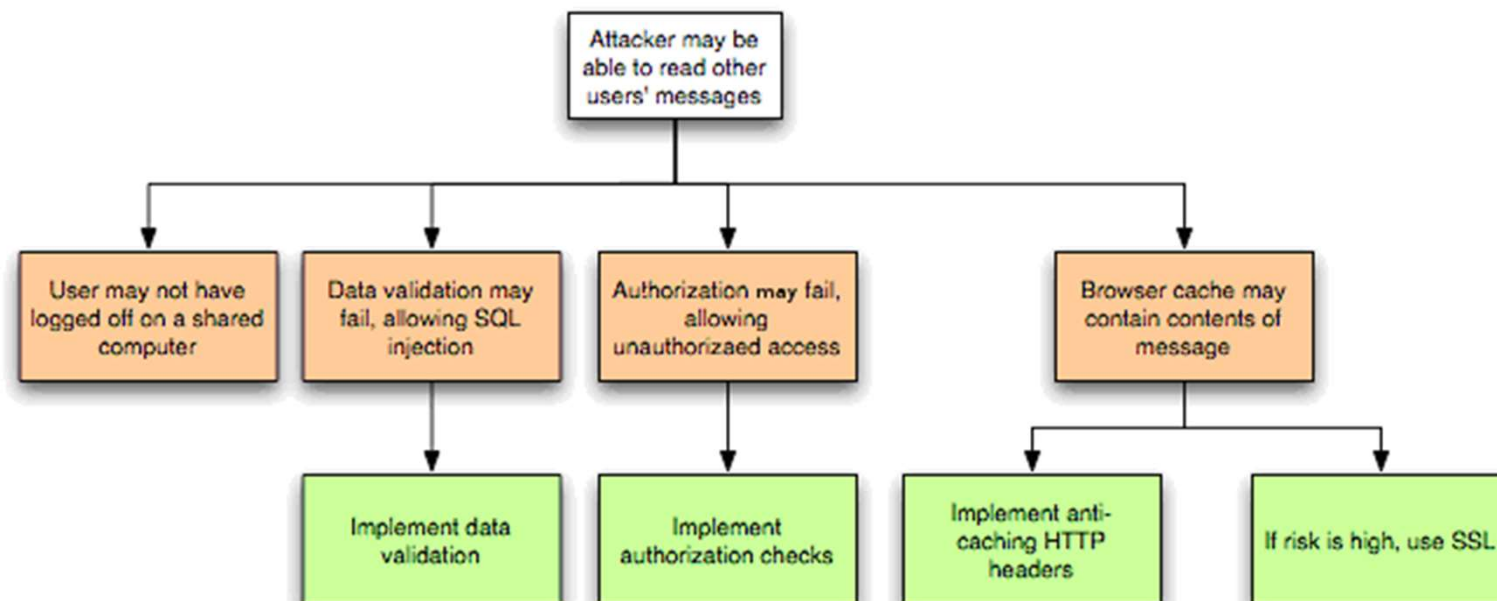 Attacker may be
able to read other
users' messages
User may not have
logged off on a shared
computer
Data validation may
fail, allowing SQL
injection
Authorization may fail,
allowing
unauthorizaed access
Browser cache may
contain contents of
message
Implement data
validation
Implement
authorization checks
Implement anti-
caching HTTP
headers
If risk is high, use SSL